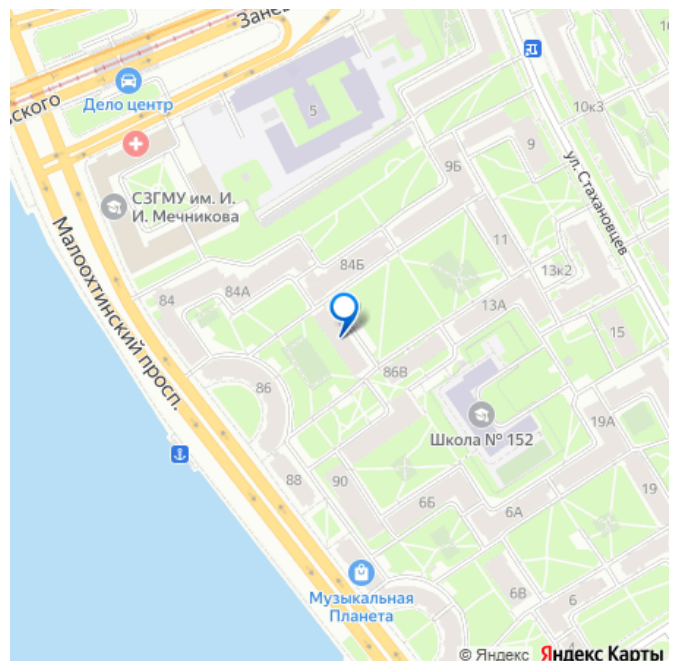 Занев
ьского
Дело центр
5
10к3
9
9Б
ул. Стахановцев
СЗГМУ им. И.
И. Мечникова
11
84Б
13к2
84А
84
13А
15
Малоохтинский просп.
86В
86
Школа № 152
19А
88
90
19
6Б
6А
Музыкальная
Планета
6В
6
© Яндекс Яндекс Карты